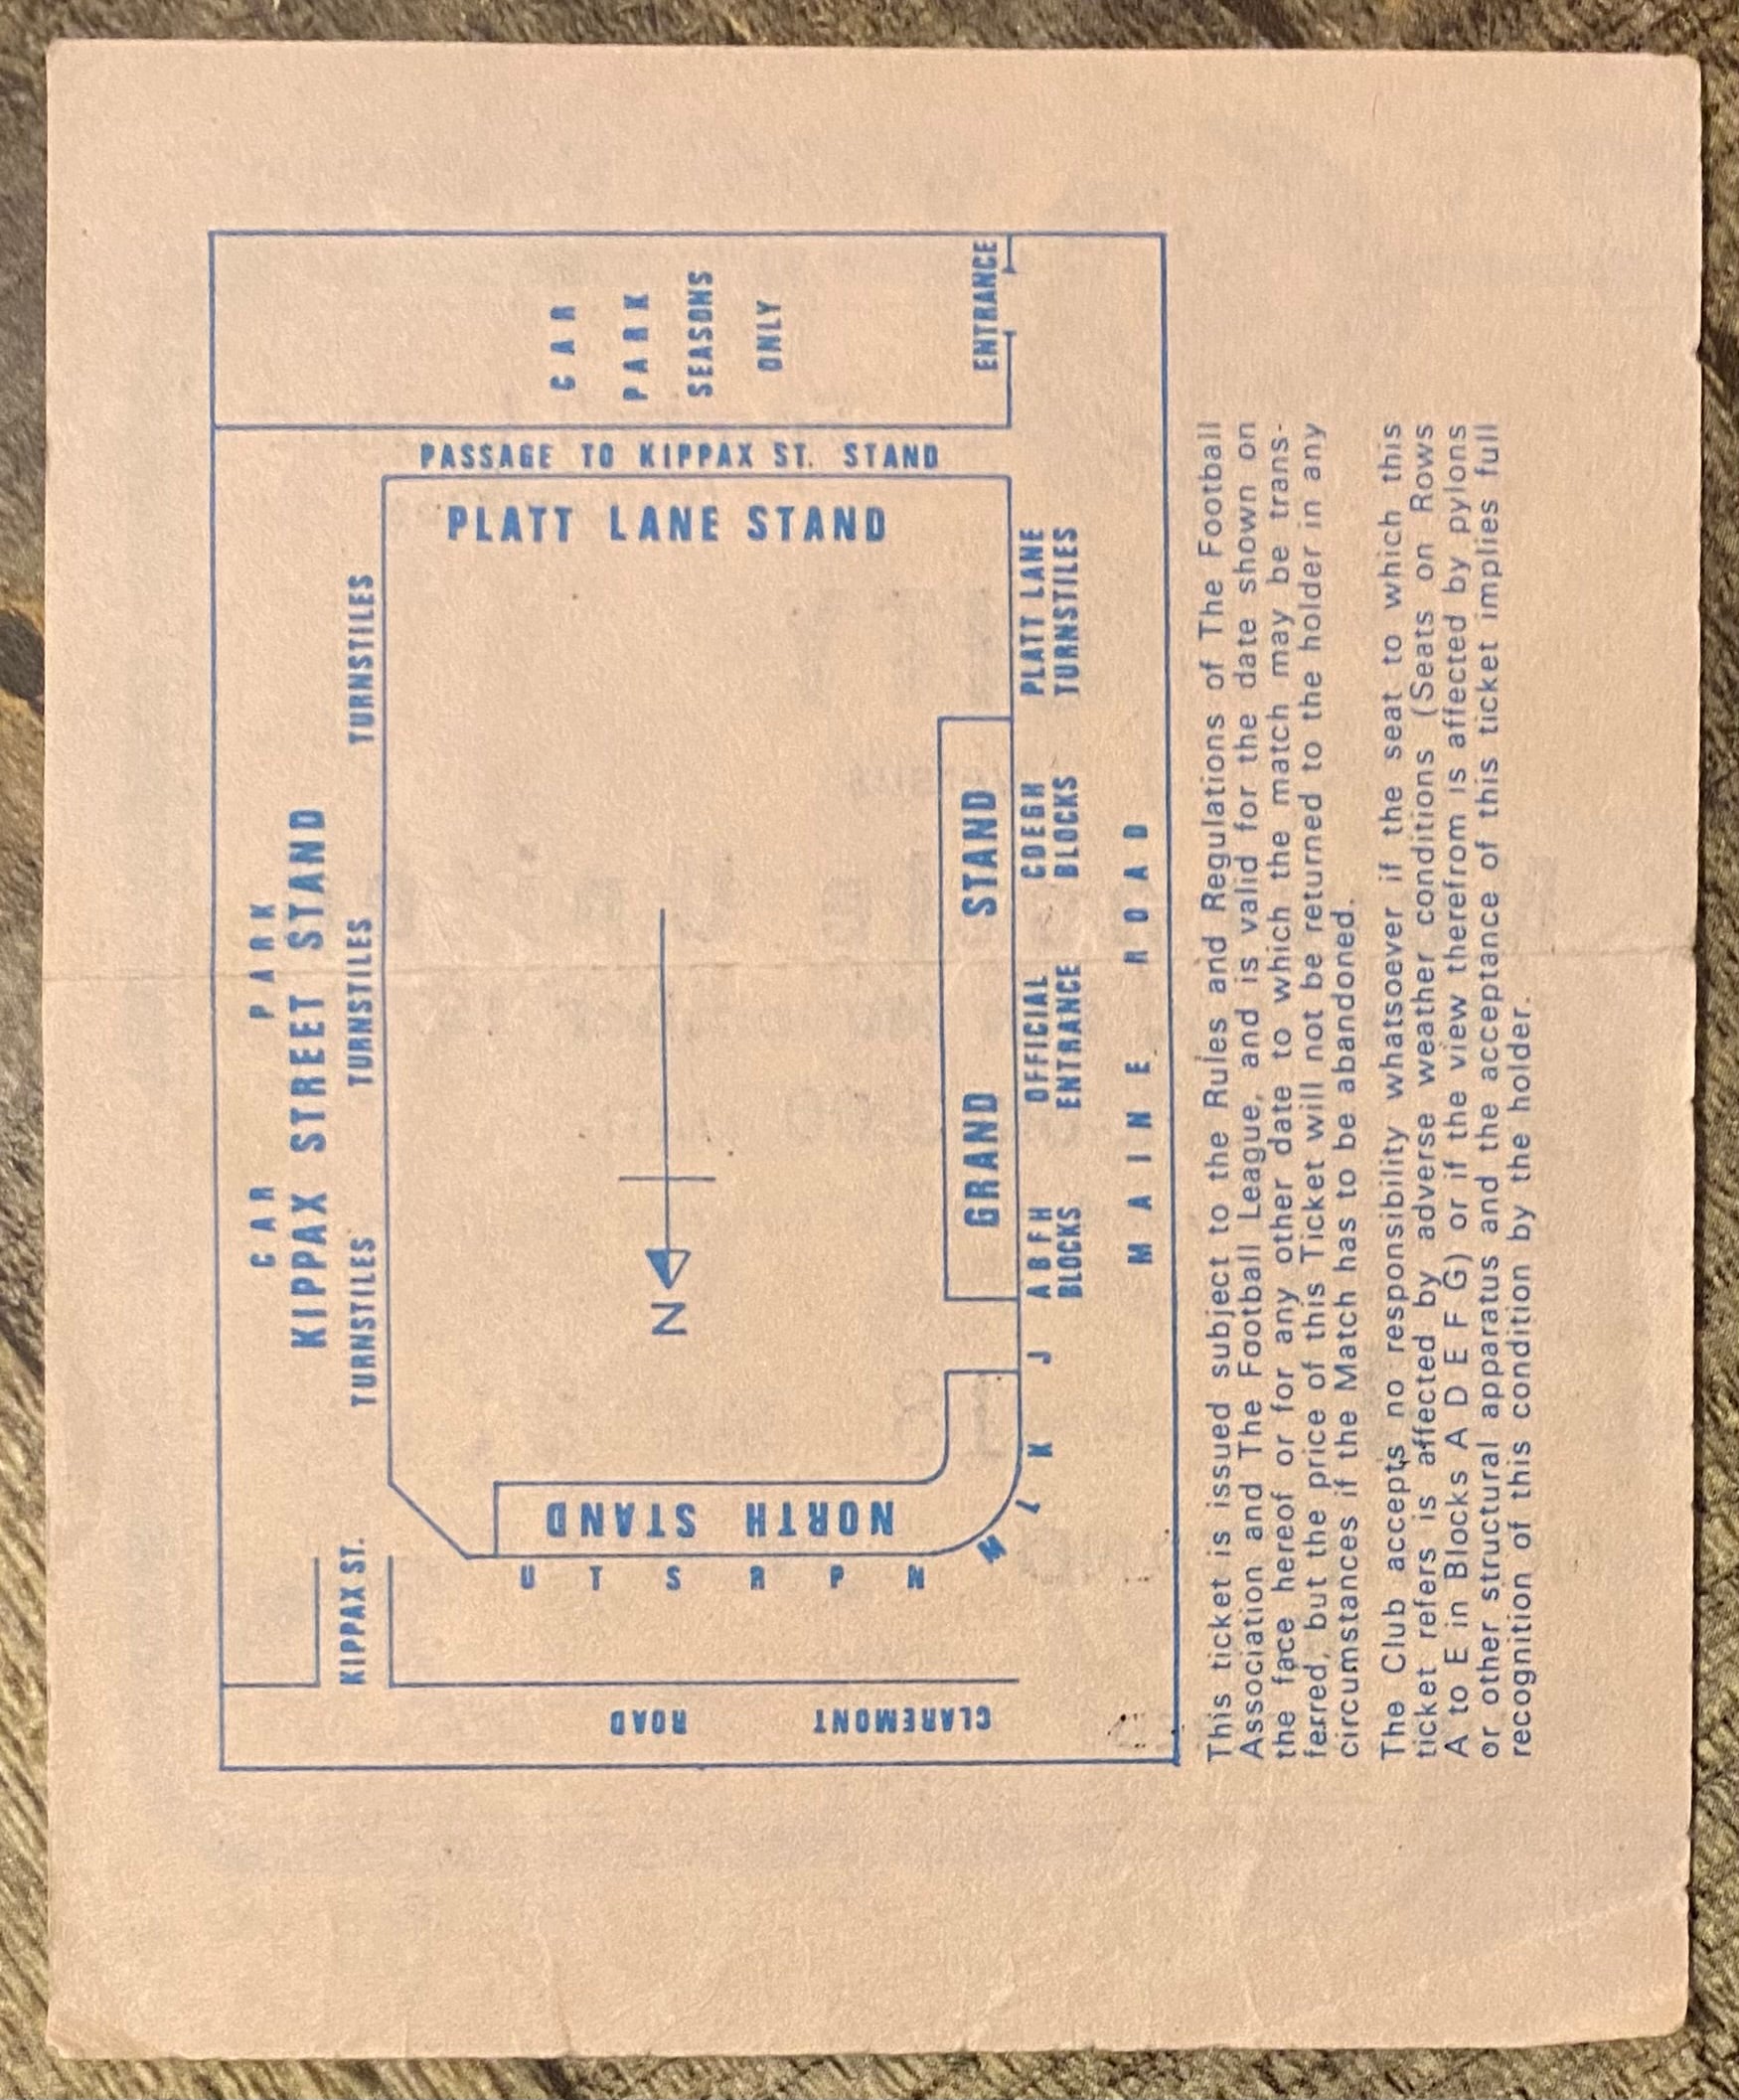 CAR PARK
KIPPAX STREET STAND
TURNSTILES TURNSTILES TURNSTILES
KIPPAX ST.
CLAREMONT ROAD
U T S R P N M L K J
NORTH STAND
N
PLATT LANE STAND
PASSAGE TO KIPPAX ST. STAND
CAR
PARK
SEASONS
ONLY
ENTRANCE
GRAND STAND
A B F H
BLOCKS
OFFICIAL
ENTRANCE
CDEGH
BLOCKS
PLATT LANE
TURNSTILES
MAINE ROAD
This ticket is issued subject to the Rules and Regulations of The Football
Association and The Football League, and is valid for the date shown on
the face hereof or for any other date to which the match may be trans-
ferred, but the price of this Ticket will not be returned to the holder in any
circumstances if the Match has to be abandoned.
The Club accepts no responsibility whatsoever if the seat to which this
ticket refers is affected by adverse weather conditions (Seats on Rows
A to E in Blocks A D E F G) or if the view therefrom is affected by pylons
or other structural apparatus and the acceptance of this ticket implies full
recognition of this condition by the holder.